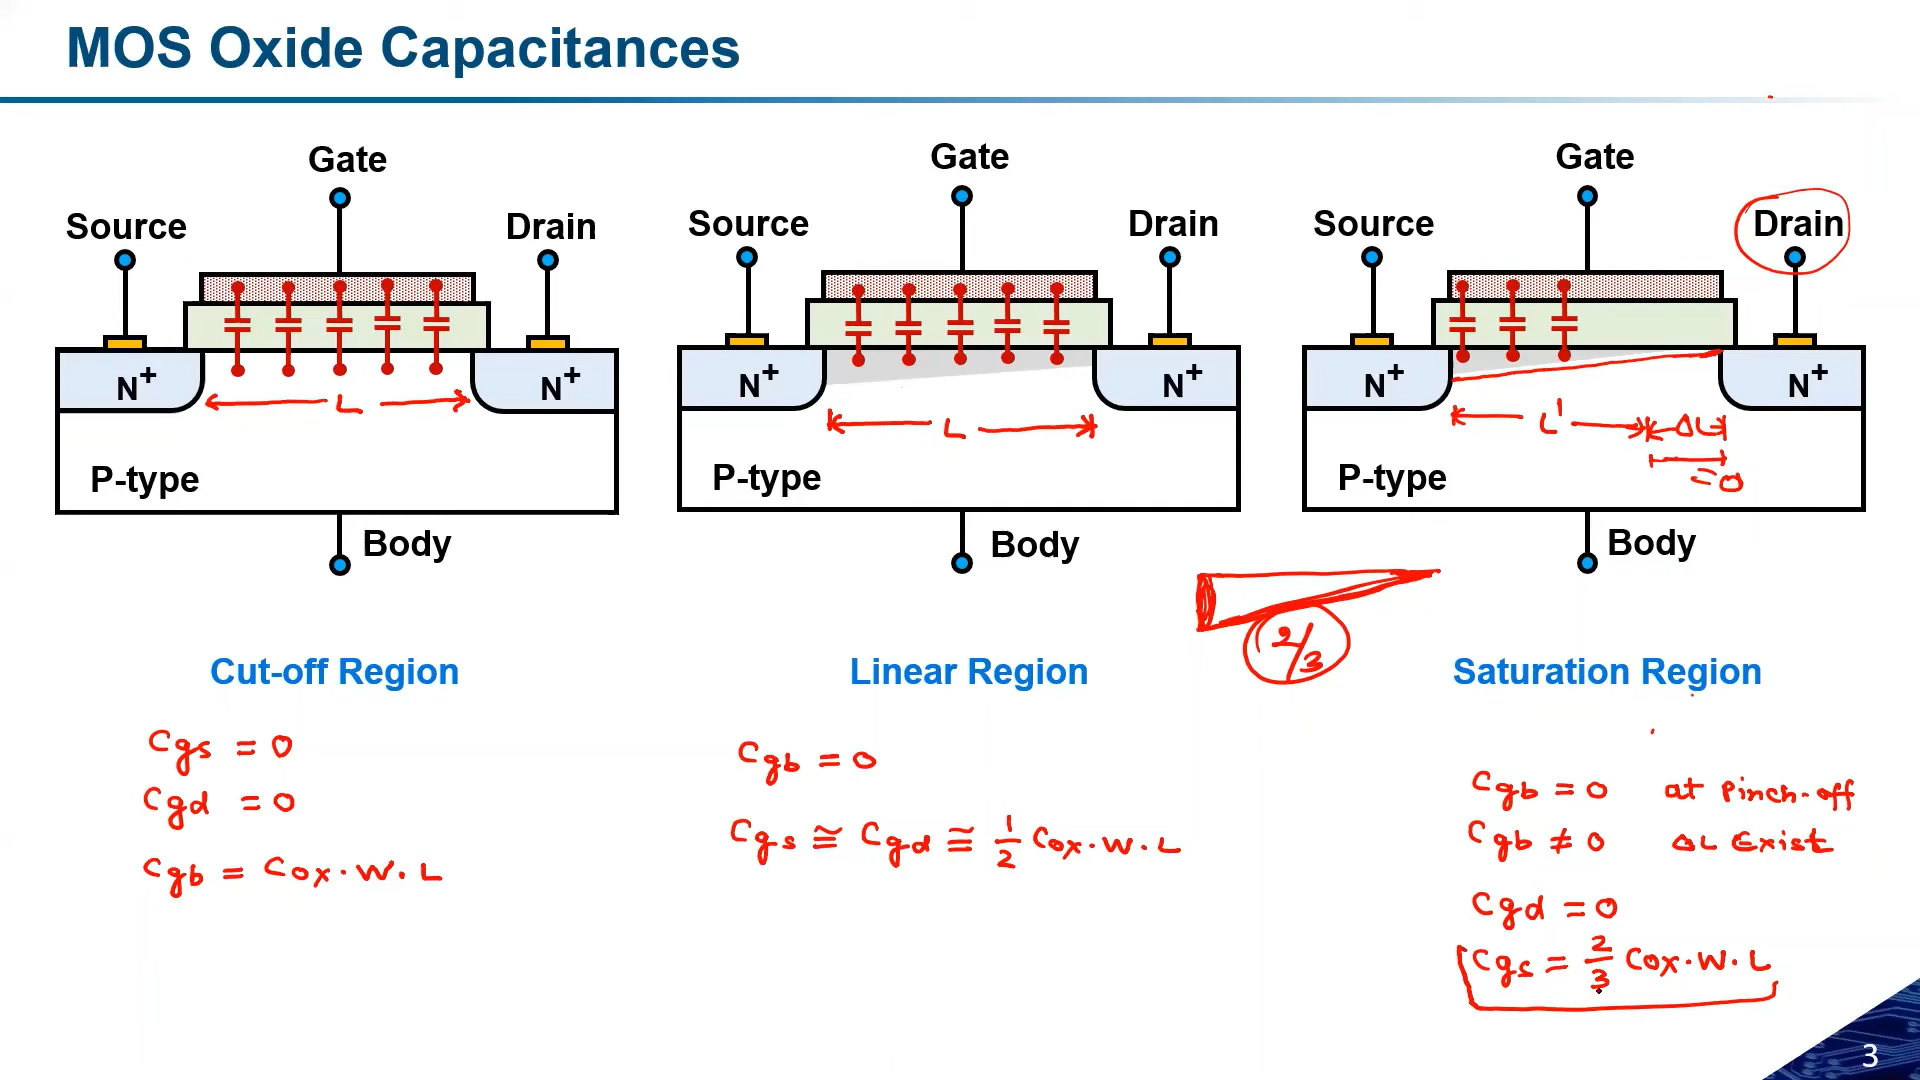 MOS Oxide Capacitances
Gate
Source
Drain
N+
N+
L
P-type
Body
Cut-off Region
Cgs = 0
Cgd = 0
Cgb = Cox.W.L
Gate
Source
Drain
N+
N+
L
P-type
Body
Linear Region
Cgb = 0
Cgs ≅ Cgd ≅ 1/2 Cox.W.L
Gate
Source
Drain
N+
N+
L' ΔL
= 0
P-type
Body
2/3
Saturation Region
Cgb = 0 at Pinch-off
Cgb ≠ 0 ΔL Exist
Cgd = 0
Cgs = 2/3 Cox.W.L
3